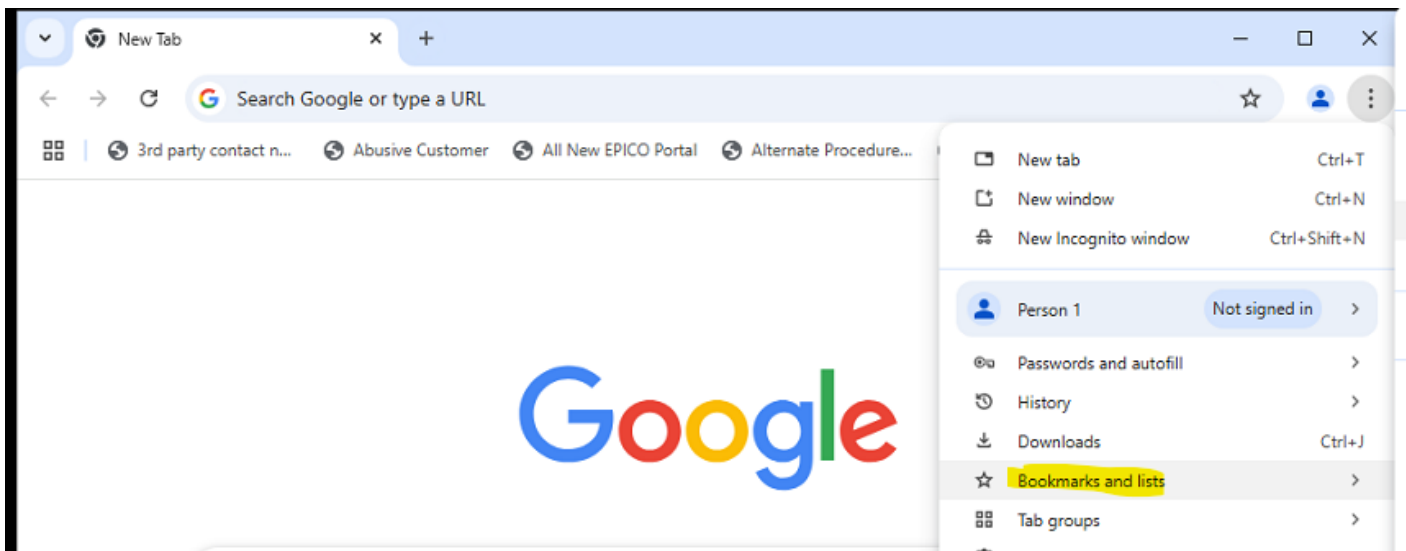 New Tab
Search Google or type a URL
3rd party contact n... Abusive Customer All New EPICO Portal Alternate Procedure...
New tab Ctrl+T
New window Ctrl+N
New Incognito window Ctrl+Shift+N
Person 1 Not signed in
Passwords and autofill
History
Downloads Ctrl+J
Bookmarks and lists
Tab groups
Google